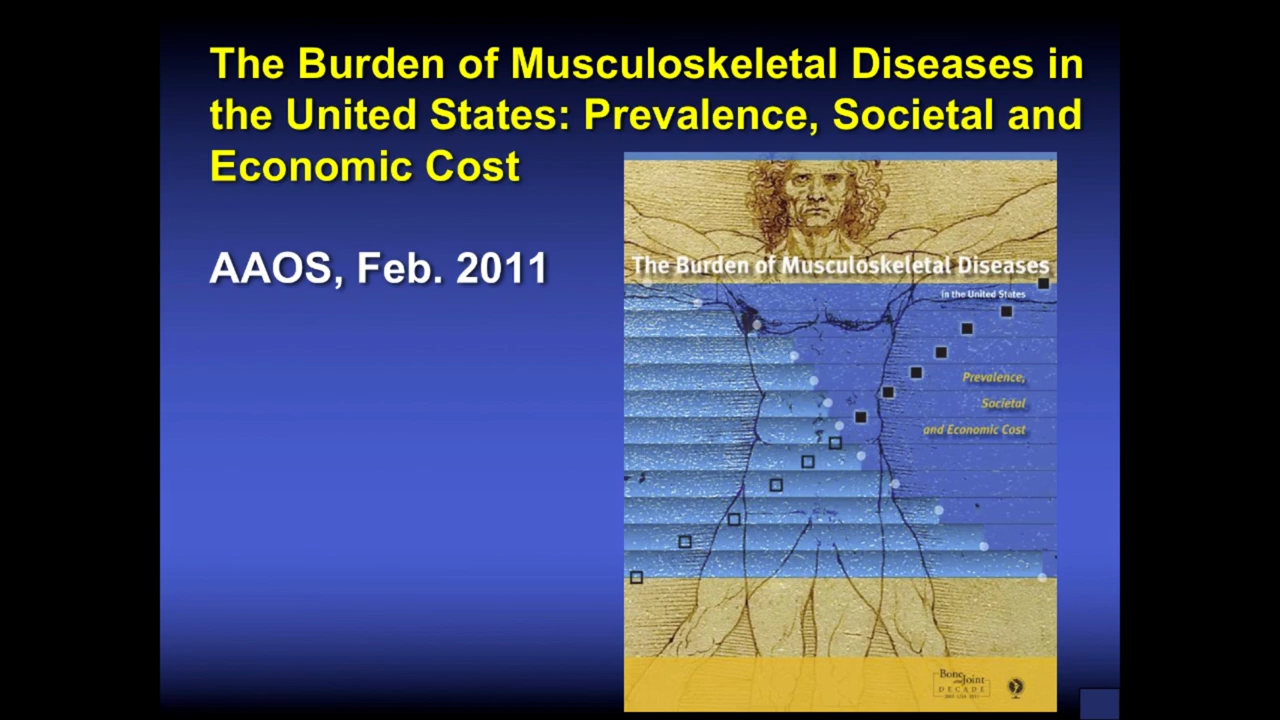 The Burden of Musculoskeletal Diseases in
the United States: Prevalence, Societal and
Economic Cost
AAOS, Feb. 2011
The Burden of Musculoskeletal Diseases
in the United States
Prevalence,
Societal
and Economic Cost
Bone
and Joint
DECADE